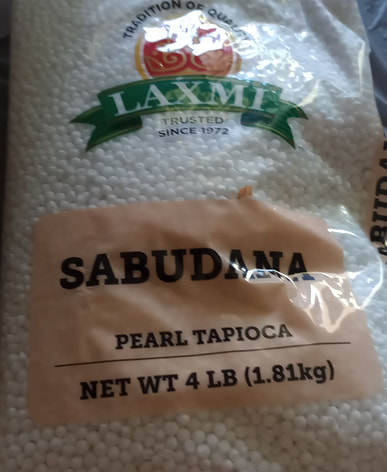 TRADITION OF QUALITY
LAXMI
TRUSTED
SINCE 1972
SABUDANA
PEARL TAPIOCA
NET WT 4 LB (1.81kg)